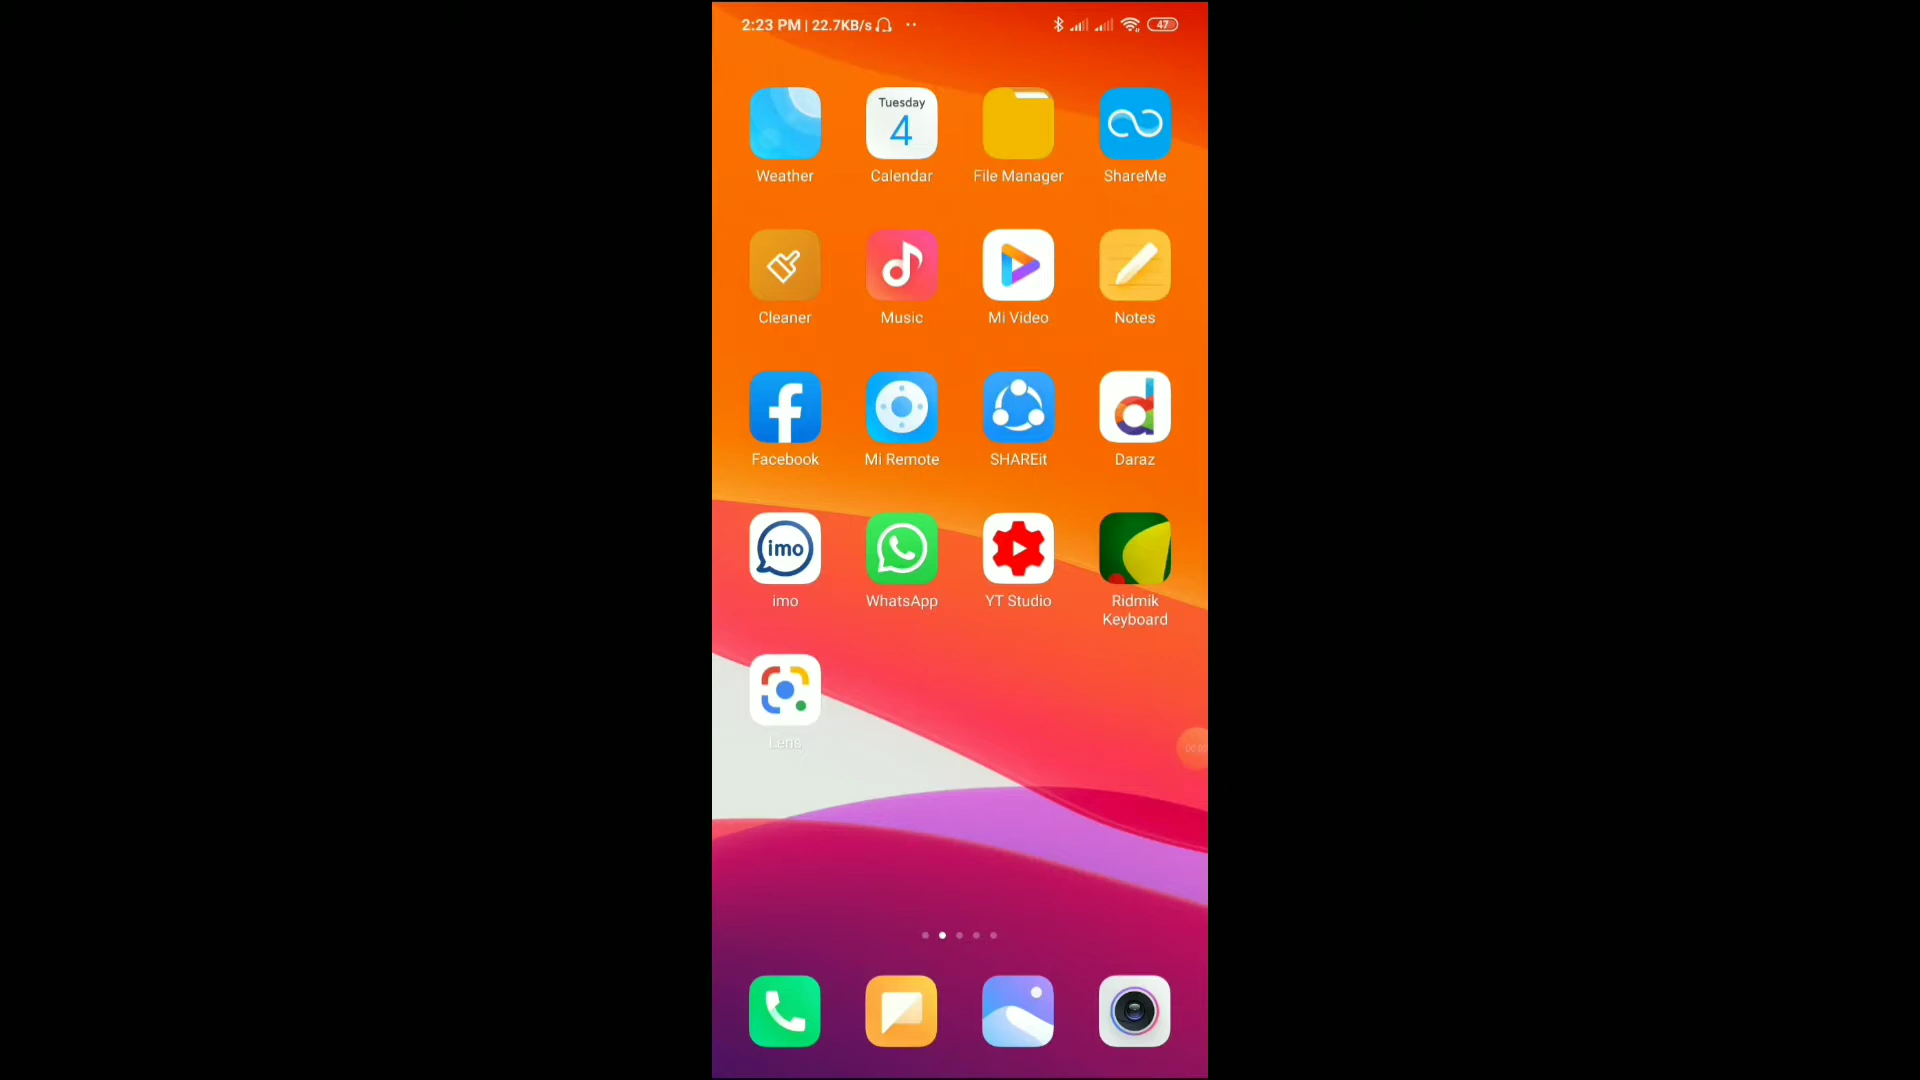 2:23 PM | 22.7KB/s
47
Tuesday
4
Weather
Calendar
File Manager
ShareMe
Cleaner
Music
Mi Video
Notes
Facebook
Mi Remote
SHAREit
Daraz
imo
imo
WhatsApp
YT Studio
Ridmik
Keyboard
Lens